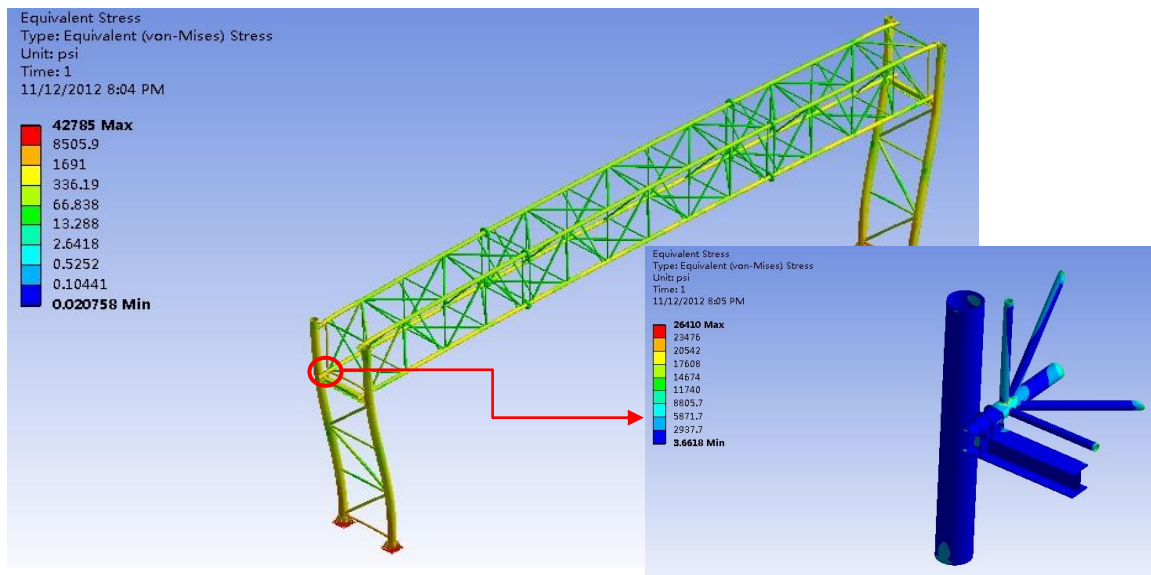 Equivalent Stress
Type: Equivalent (von-Mises) Stress
Unit: psi
Time: 1
11/12/2012 8:04 PM
42785 Max
8505.9
1691
336.19
66.838
13.288
2.6418
0.5252
0.10441
0.020758 Min
Equivalent Stress
Type: Equivalent (von-Mises) Stress
Unit: psi
Time: 1
11/12/2012 8:05 PM
26410 Max
23476
20542
17608
14674
11740
8805.7
5871.7
2937.7
3.6618 Min